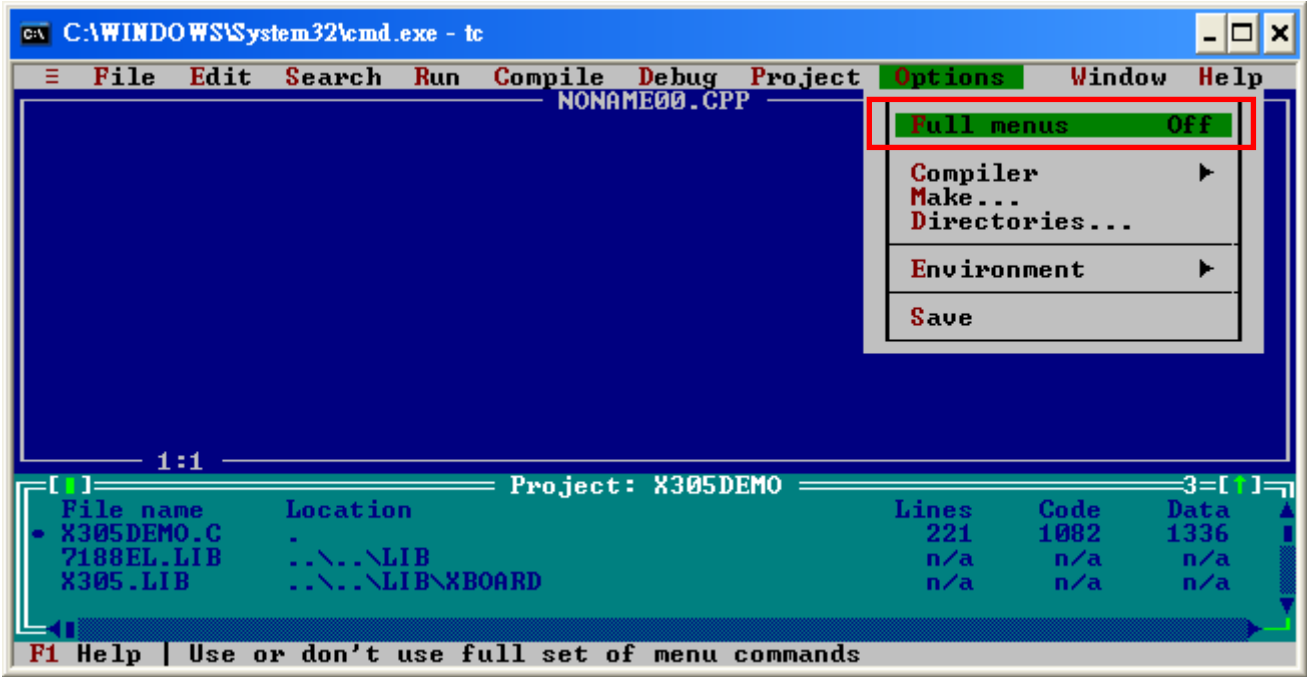 C:\WINDOWS\System32\cmd.exe - tc
≡ File Edit Search Run Compile Debug Project Options Window Help
NONAME00.CPP
Full menus Off
Compiler ►
Make...
Directories...
Environment ►
Save
1:1
[■] Project: X305DEMO 3=[↑]
File name Location Lines Code Data
• X305DEMO.C . 221 1082 1336
7188EL.LIB ..\..\LIB n/a n/a n/a
X305.LIB ..\..\LIB\XBOARD n/a n/a n/a
F1 Help | Use or don't use full set of menu commands